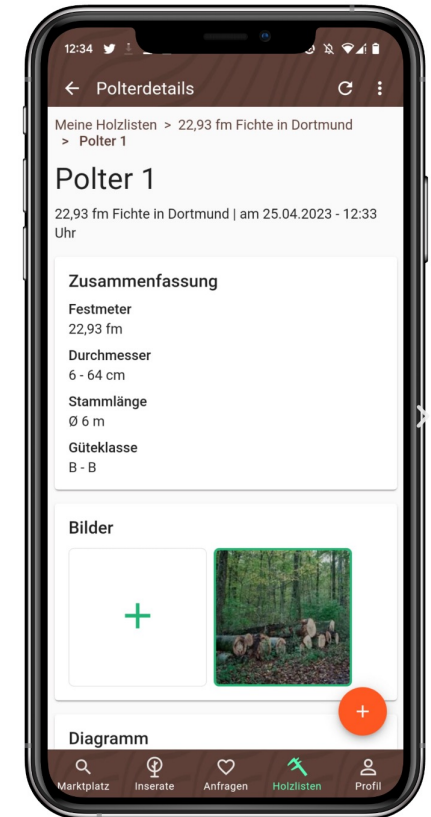 12:34
Polterdetails
Meine Holzlisten > 22,93 fm Fichte in Dortmund
> Polter 1
Polter 1
22,93 fm Fichte in Dortmund | am 25.04.2023 - 12:33
Uhr
Zusammenfassung
Festmeter
22,93 fm
Durchmesser
6 - 64 cm
Stammlänge
Ø 6 m
Güteklasse
B - B
Bilder
Diagramm
Marktplatz Inserate Anfragen Holzlisten Profil